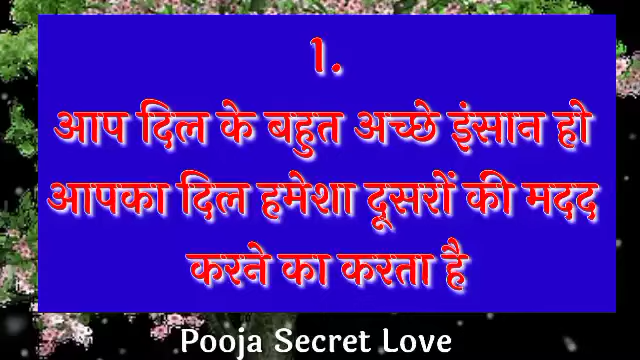 1.
आप दिल के बहुत अच्छे इंसान हो
आपका दिल हमेशा दूसरों की मदद
करने का करता है
Pooja Secret Love